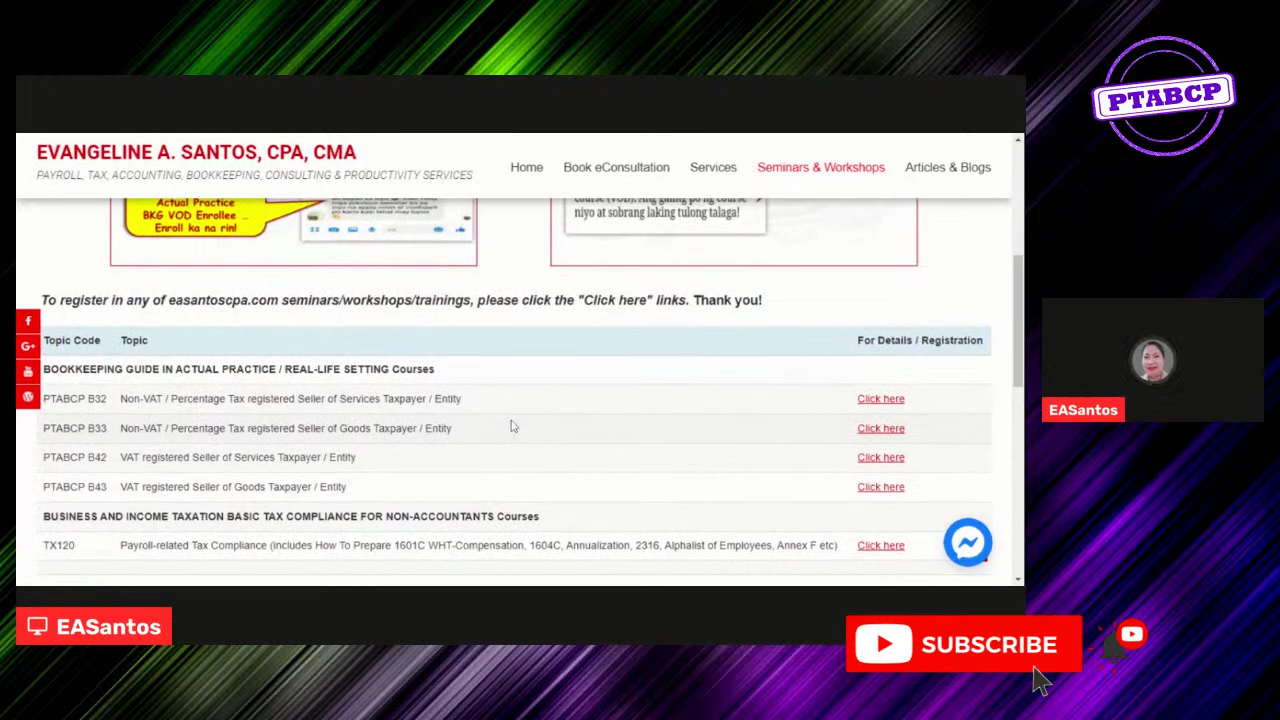 PTABCP
EVANGELINE A. SANTOS, CPA, CMA
PAYROLL, TAX, ACCOUNTING, BOOKKEEPING, CONSULTING & PRODUCTIVITY SERVICES
Home Book eConsultation Services Seminars & Workshops Articles & Blogs
Actual Practice
BKG VOD Enrollee ...
Enroll ka na rin!
course (VOD). Ang galing po ng course
niyo at sobrang laking tulong talaga!
To register in any of easantoscpa.com seminars/workshops/trainings, please click the "Click here" links. Thank you!
Topic Code Topic For Details / Registration
BOOKKEEPING GUIDE IN ACTUAL PRACTICE / REAL-LIFE SETTING Courses
PTABCP B32 Non-VAT / Percentage Tax registered Seller of Services Taxpayer / Entity Click here
PTABCP B33 Non-VAT / Percentage Tax registered Seller of Goods Taxpayer / Entity Click here
PTABCP B42 VAT registered Seller of Services Taxpayer / Entity Click here
PTABCP B43 VAT registered Seller of Goods Taxpayer / Entity Click here
BUSINESS AND INCOME TAXATION BASIC TAX COMPLIANCE FOR NON-ACCOUNTANTS Courses
TX120 Payroll-related Tax Compliance (includes How To Prepare 1601C WHT-Compensation, 1604C, Annualization, 2316, Alphalist of Employees, Annex F etc) Click here
EASantos
EASantos
SUBSCRIBE